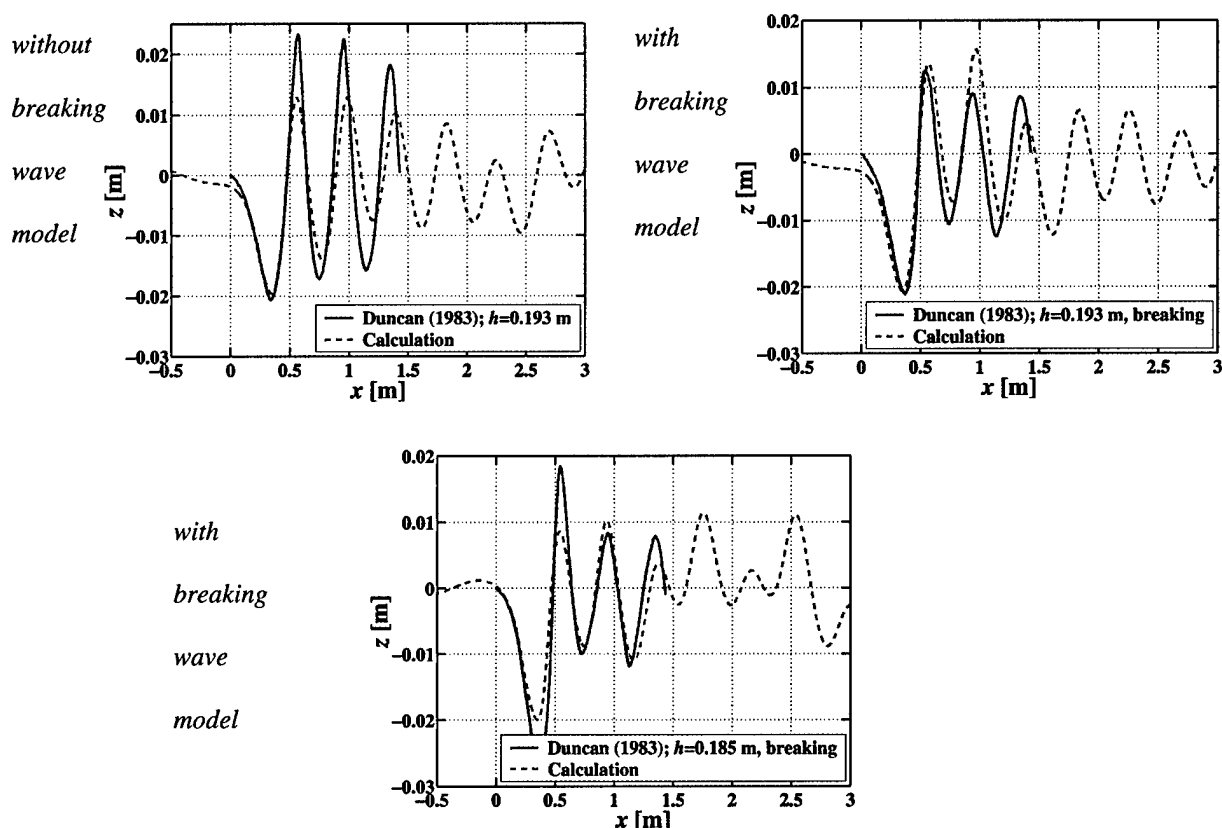 without
breaking
wave
model
z [m]
0.02
0.01
0
−0.01
−0.02
−0.03
−0.5 0 0.5 1 1.5 2 2.5 3
x [m]
Duncan (1983); h=0.193 m
Calculation
with
breaking
wave
model
z [m]
0.02
0.01
0
−0.01
−0.02
−0.03
−0.5 0 0.5 1 1.5 2 2.5 3
x [m]
Duncan (1983); h=0.193 m, breaking
Calculation
with
breaking
wave
model
z [m]
0.02
0.01
0
−0.01
−0.02
−0.03
−0.5 0 0.5 1 1.5 2 2.5 3
x [m]
Duncan (1983); h=0.185 m, breaking
Calculation